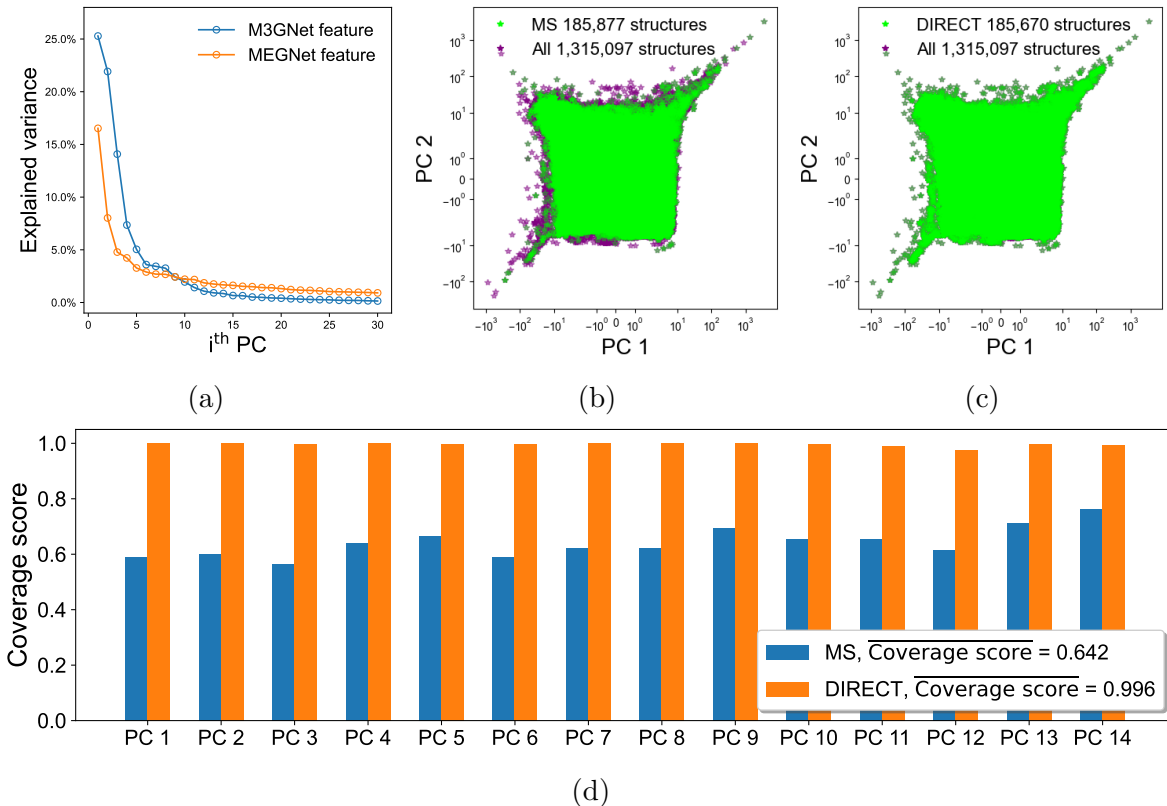 25.0%
20.0%
15.0%
10.0%
5.0%
0.0%
Explained variance
M3GNet feature
MEGNet feature
0
5
10
15
20
25
30
i^th PC
(a)
MS 185,877 structures
All 1,315,097 structures
10^3
10^2
10^1
10^0
0
−10^0
−10^1
−10^2
PC 2
−10^3
−10^2
−10^1
−10^0
0
10^0
10^1
10^2
10^3
PC 1
(b)
DIRECT 185,670 structures
All 1,315,097 structures
10^3
10^2
10^1
10^0
0
−10^0
−10^1
−10^2
PC 2
−10^3
−10^2
−10^1
−10^0
0
10^0
10^1
10^2
10^3
PC 1
(c)
1.0
0.8
0.6
0.4
0.2
0.0
Coverage score
MS, Coverage score = 0.642
DIRECT, Coverage score = 0.996
PC 1
PC 2
PC 3
PC 4
PC 5
PC 6
PC 7
PC 8
PC 9
PC 10
PC 11
PC 12
PC 13
PC 14
(d)